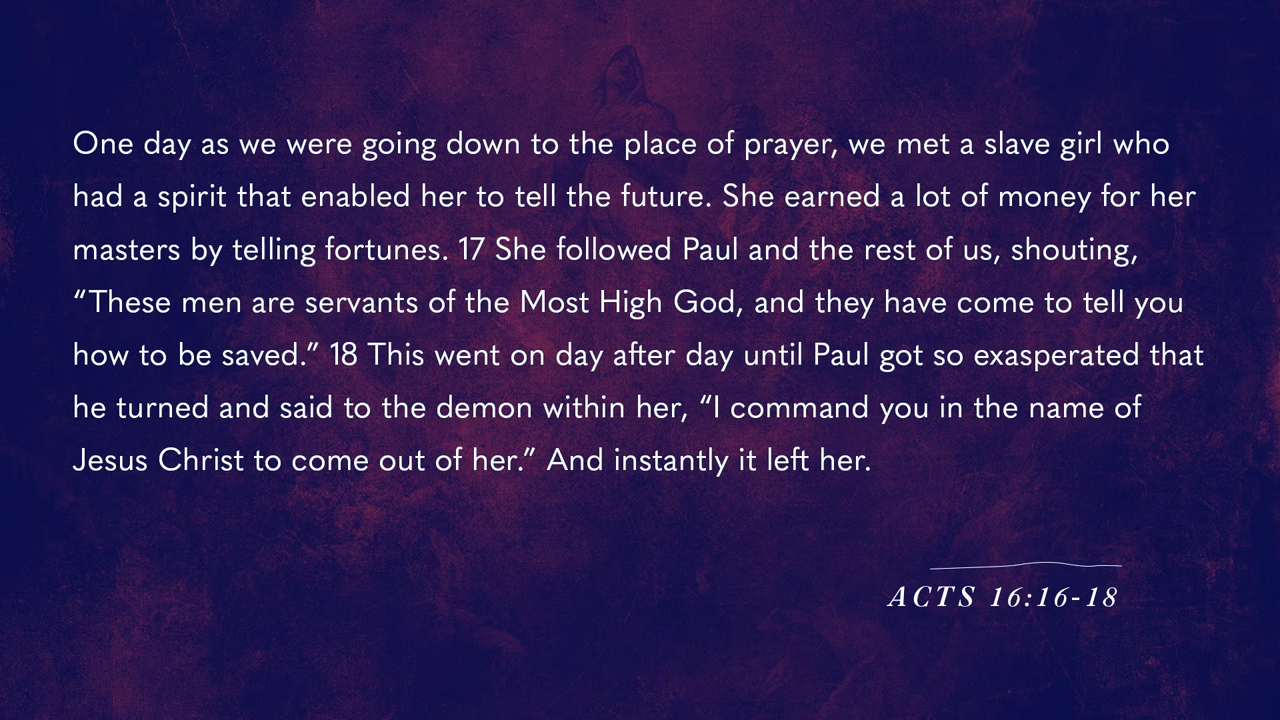 One day as we were going down to the place of prayer, we met a slave girl who
had a spirit that enabled her to tell the future. She earned a lot of money for her
masters by telling fortunes. 17 She followed Paul and the rest of us, shouting,
“These men are servants of the Most High God, and they have come to tell you
how to be saved.” 18 This went on day after day until Paul got so exasperated that
he turned and said to the demon within her, “I command you in the name of
Jesus Christ to come out of her.” And instantly it left her.
ACTS 16:16-18